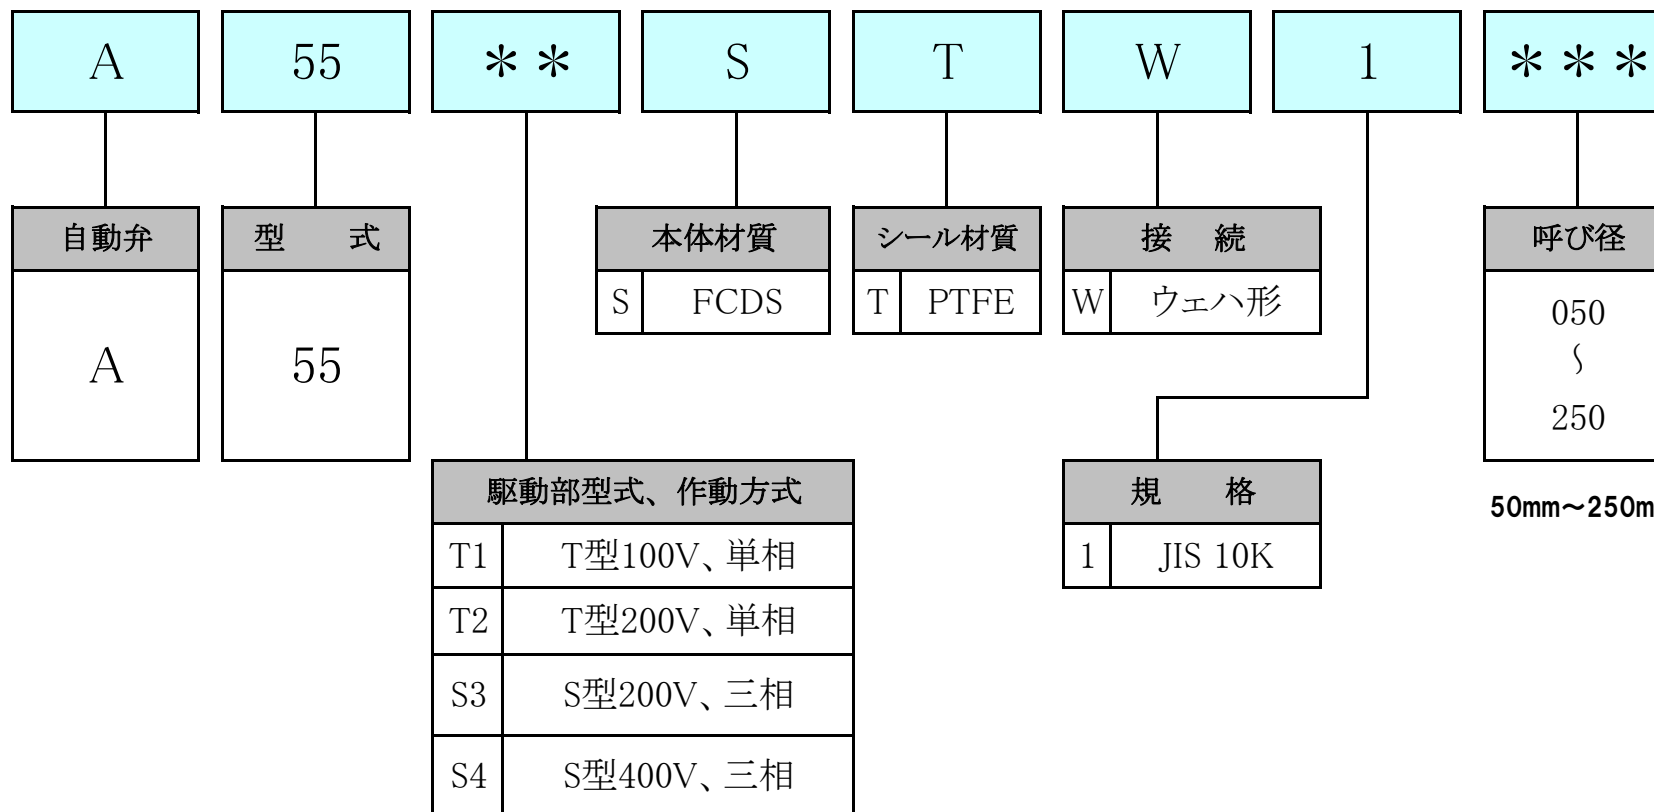 A 55 ** S T W 1 ***
自動弁 型 式 本体材質 シール材質 接 続 呼び径
A 55 S FCDS T PTFE W ウェハ形 050
～
250
駆動部型式、作動方式 規 格 50mm～250m
T1 T型100V、単相 1 JIS 10K
T2 T型200V、単相
S3 S型200V、三相
S4 S型400V、三相